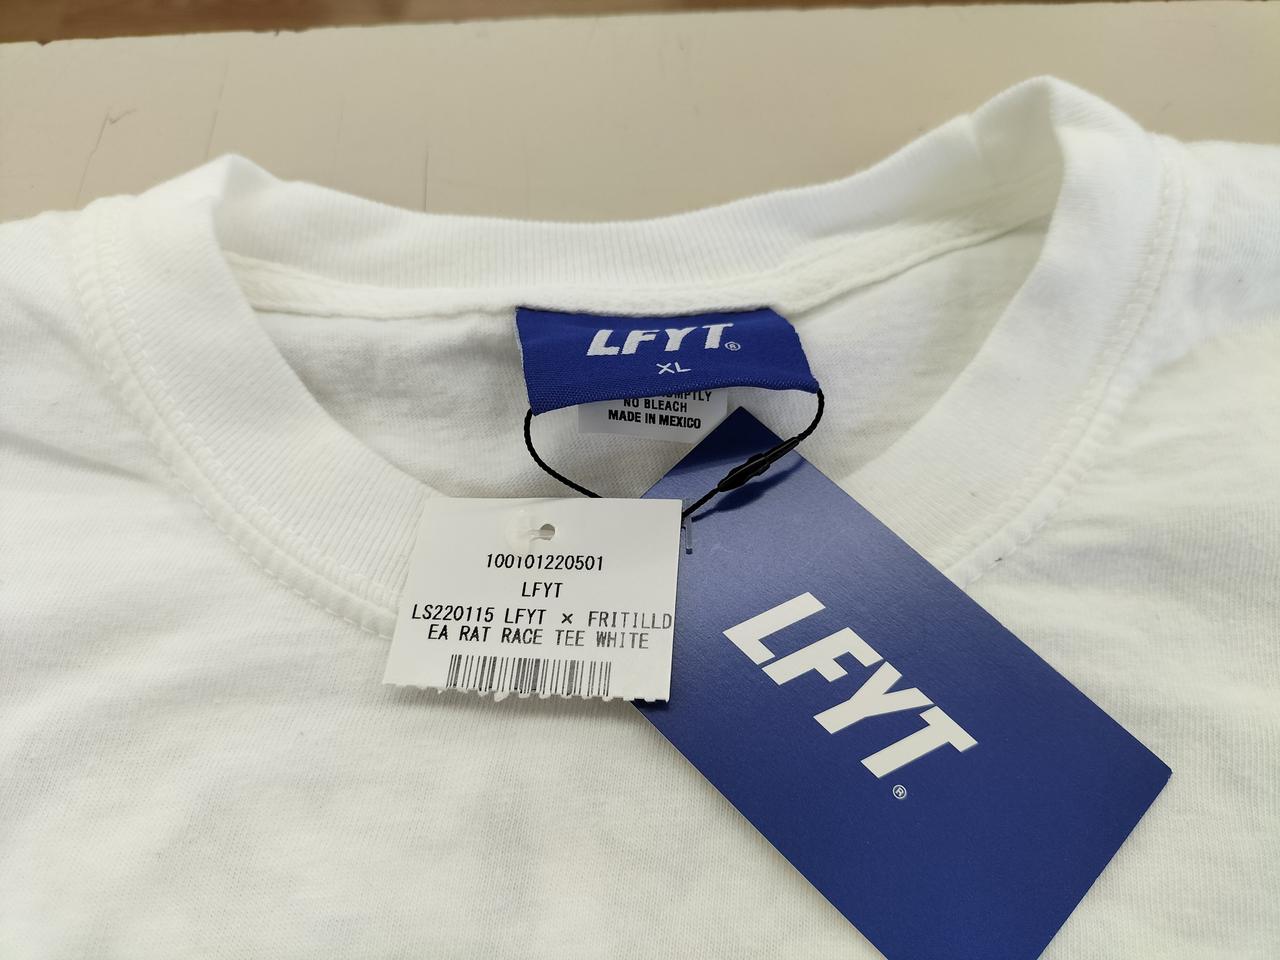 LFYT®
XL
NO BLEACH
MADE IN MEXICO
100101220501
LFYT
LS220115 LFYT × FRITILLD
EA RAT RACE TEE WHITE
LFYT®